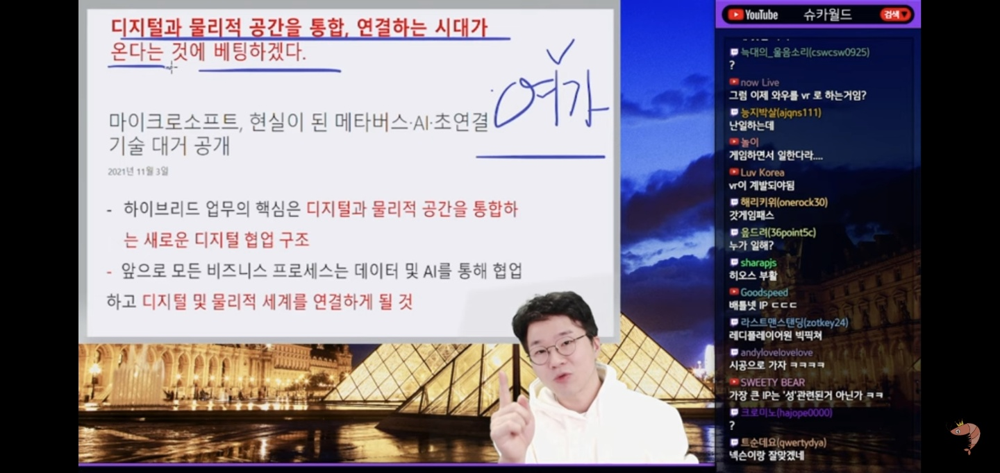 디지털과 물리적 공간을 통합, 연결하는 시대가
온다는 것에 베팅하겠다.
여가
마이크로소프트, 현실이 된 메타버스·AI·초연결
기술 대거 공개
2021년 11월 3일
- 하이브리드 업무의 핵심은 디지털과 물리적 공간을 통합하
는 새로운 디지털 협업 구조
- 앞으로 모든 비즈니스 프로세스는 데이터 및 AI를 통해 협업
하고 디지털 및 물리적 세계를 연결하게 될 것
YouTube 슈카월드 검색
늑대의_울음소리(cswcsw0925)
?
now Live
그럼 이제 와우를 vr 로 하는거임?
능지박살(ajqns111)
난일하는데
놀이
게임하면서 일한다라....
Luv Korea
vr이 계발되야됨
해리키위(onerock30)
갓게임패스
읖드려(36point5c)
누가 일해?
sharapjs
히오스 부활
Goodspeed
배틀넷 IP ㄷㄷㄷ
라스트맨스탠딩(zotkey24)
레디플레이어원 빅픽쳐
andylovelovelove
시공으로 가자 ㅋㅋㅋㅋ
SWEETY BEAR
가장 큰 IP는 '성'관련된거 아닌가 ㅋㅋ
크로미노(hajope0000)
?
트순데요(qwertydya)
넥슨이랑 잘맞겠네